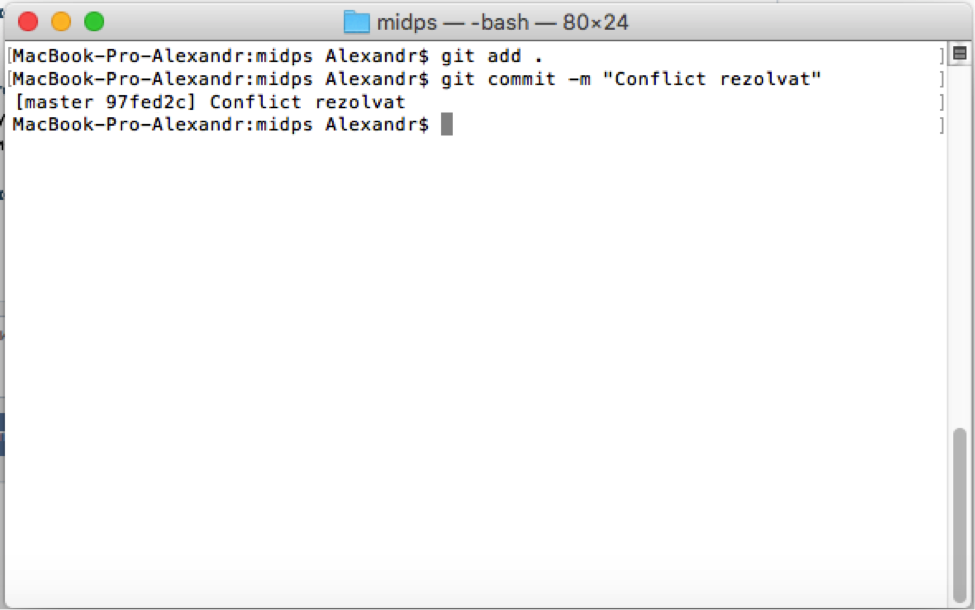 midps — -bash — 80×24
[MacBook-Pro-Alexandr:midps Alexandr$ git add . ]
[MacBook-Pro-Alexandr:midps Alexandr$ git commit -m "Conflict rezolvat" ]
[master 97fed2c] Conflict rezolvat ]
MacBook-Pro-Alexandr:midps Alexandr$ ]